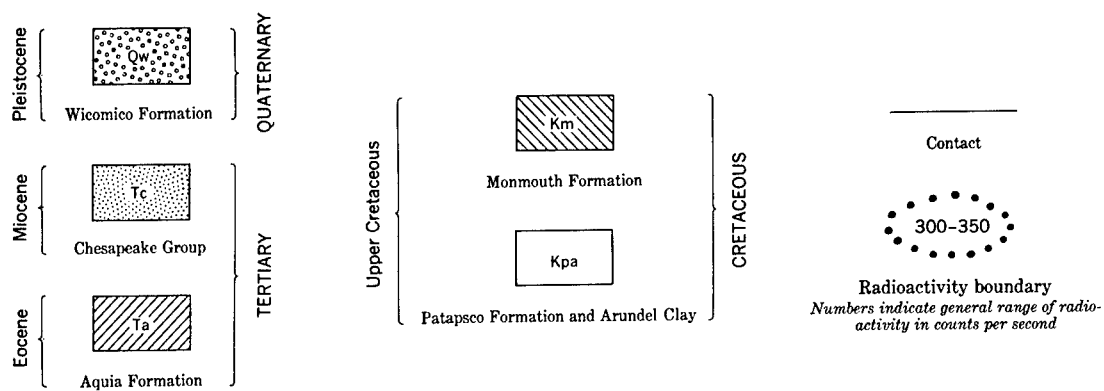 Pleistocene
Qw
Wicomico Formation
QUATERNARY
Miocene
Tc
Chesapeake Group
Eocene
Ta
Aquia Formation
TERTIARY
Upper Cretaceous
Km
Monmouth Formation
Kpa
Patapsco Formation and Arundel Clay
CRETACEOUS
Contact
300–350
Radioactivity boundary
Numbers indicate general range of radio-
activity in counts per second